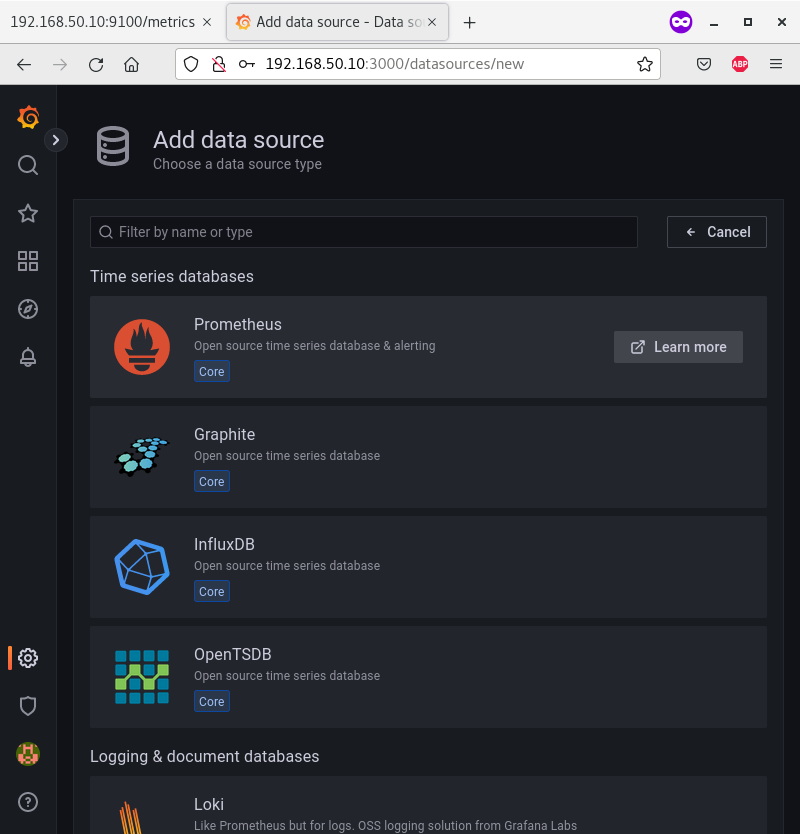 192.168.50.10:9100/metrics
Add data source - Data so
192.168.50.10:3000/datasources/new
ABP
Add data source
Choose a data source type
Filter by name or type
Cancel
Time series databases
Prometheus
Open source time series database & alerting
Core
Learn more
Graphite
Open source time series database
Core
InfluxDB
Open source time series database
Core
OpenTSDB
Open source time series database
Core
Logging & document databases
Loki
Like Prometheus but for logs. OSS logging solution from Grafana Labs